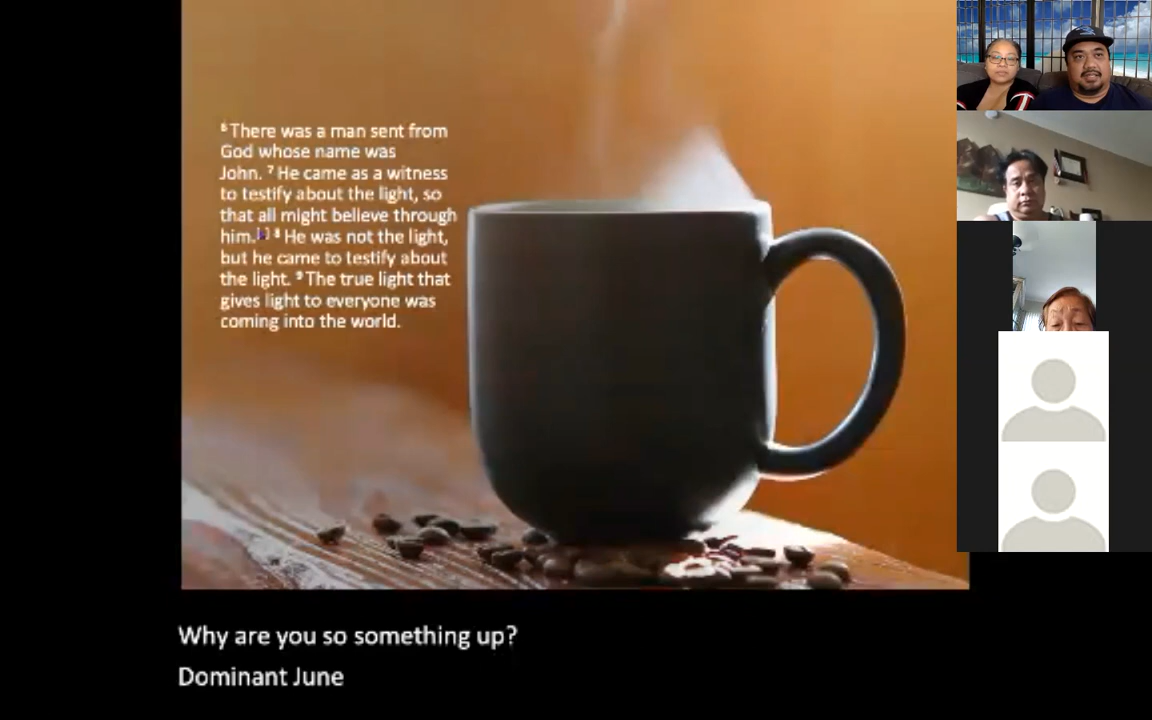 ⁶ There was a man sent from
God whose name was
John. ⁷ He came as a witness
to testify about the light, so
that all might believe through
him. ⁸ He was not the light,
but he came to testify about
the light. ⁹ The true light that
gives light to everyone was
coming into the world.
Why are you so something up?
Dominant June